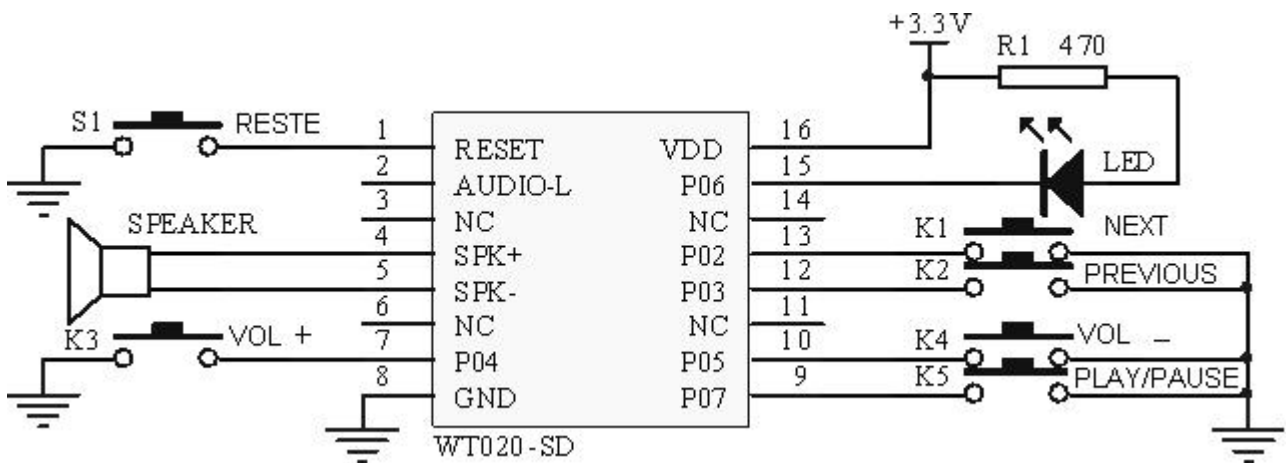 +3.3V
R1 470
S1 RESTE
1
RESET
VDD
16
2
AUDIO-L
P06
15
LED
3
NC
NC
14
SPEAKER
4
SPK+
P02
13
K1 NEXT
5
SPK-
P03
12
K2 PREVIOUS
6
NC
NC
11
K3 VOL +
7
P04
P05
10
K4 VOL -
8
GND
P07
9
K5 PLAY/PAUSE
WT020-SD